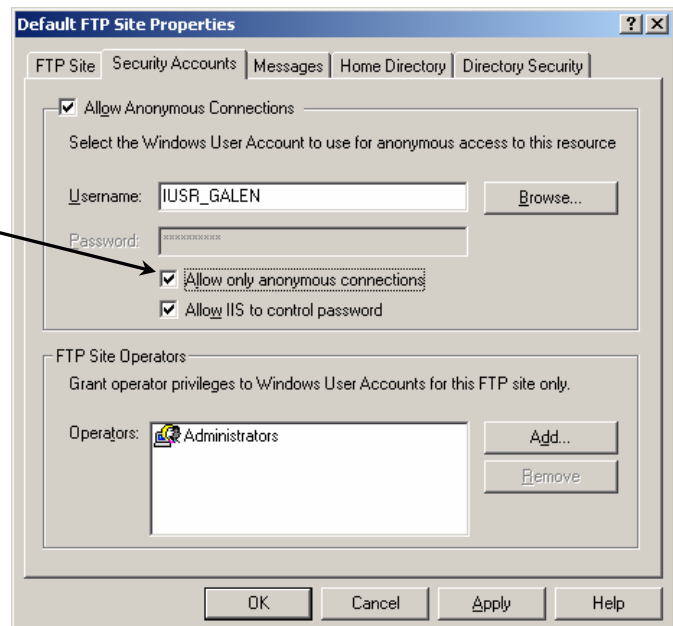 Default FTP Site Properties
FTP Site Security Accounts Messages Home Directory Directory Security
Allow Anonymous Connections
Select the Windows User Account to use for anonymous access to this resource
Username: IUSR_GALEN Browse...
Password: xxxxxxxxxx
Allow only anonymous connections
Allow IIS to control password
FTP Site Operators
Grant operator privileges to Windows User Accounts for this FTP site only.
Operators: Administrators Add...
Remove
OK Cancel Apply Help